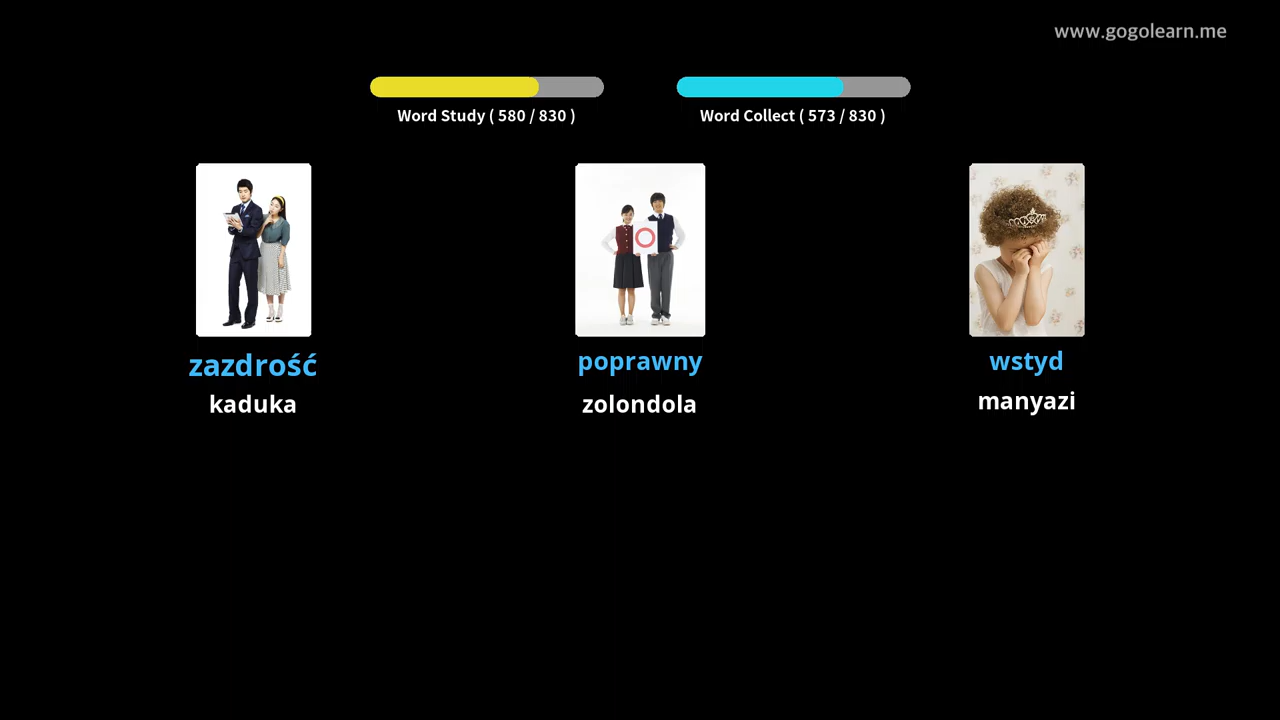 www.gogolearn.me
Word Study ( 580 / 830 )
Word Collect ( 573 / 830 )
zazdrość
kaduka
poprawny
zolondola
wstyd
manyazi